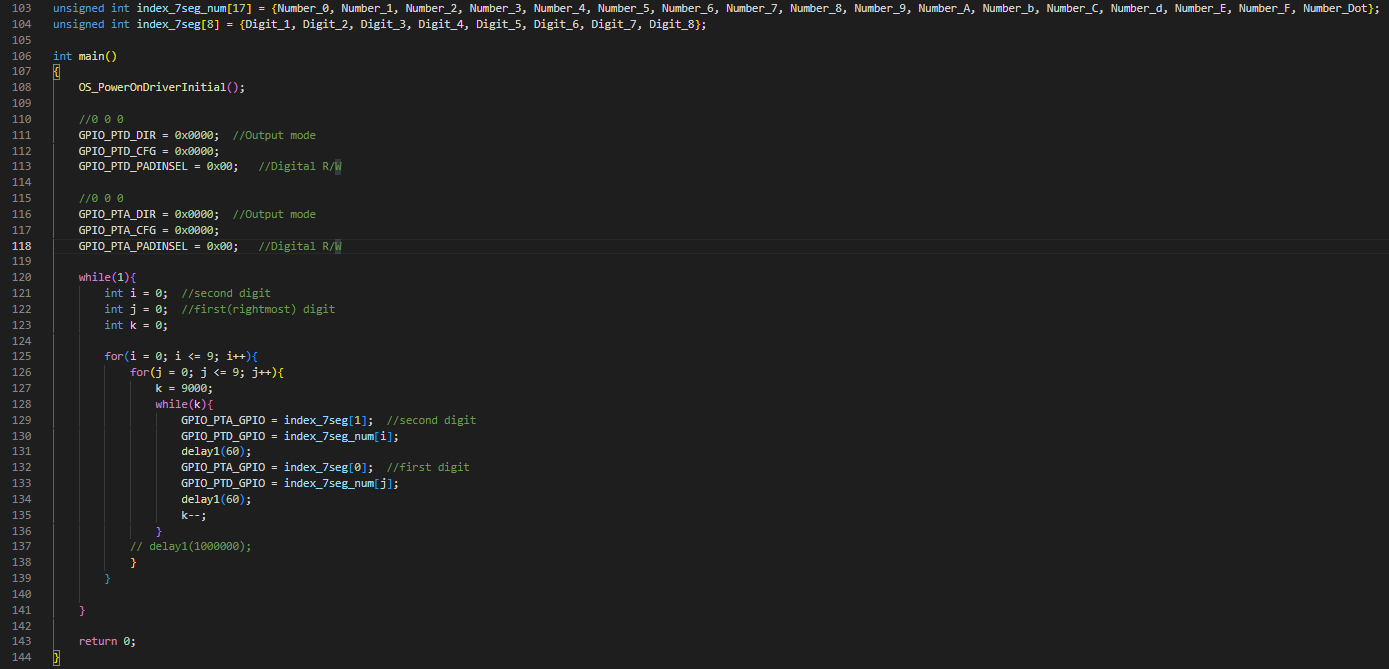 103 unsigned int index_7seg_num[17] = {Number_0, Number_1, Number_2, Number_3, Number_4, Number_5, Number_6, Number_7, Number_8, Number_9, Number_A, Number_b, Number_C, Number_d, Number_E, Number_F, Number_Dot};
104 unsigned int index_7seg[8] = {Digit_1, Digit_2, Digit_3, Digit_4, Digit_5, Digit_6, Digit_7, Digit_8};
105
106 int main()
107 {
108     OS_PowerOnDriverInitial();
109
110     //0 0 0
111     GPIO_PTD_DIR = 0x0000;  //Output mode
112     GPIO_PTD_CFG = 0x0000;
113     GPIO_PTD_PADINSEL = 0x00;   //Digital R/W
114
115     //0 0 0
116     GPIO_PTA_DIR = 0x0000;  //Output mode
117     GPIO_PTA_CFG = 0x0000;
118     GPIO_PTA_PADINSEL = 0x00;   //Digital R/W
119
120     while(1){
121         int i = 0;  //second digit
122         int j = 0;  //first(rightmost) digit
123         int k = 0;
124
125         for(i = 0; i <= 9; i++){
126             for(j = 0; j <= 9; j++){
127                 k = 9000;
128                 while(k){
129                     GPIO_PTA_GPIO = index_7seg[1];  //second digit
130                     GPIO_PTD_GPIO = index_7seg_num[i];
131                     delay1(60);
132                     GPIO_PTA_GPIO = index_7seg[0];  //first digit
133                     GPIO_PTD_GPIO = index_7seg_num[j];
134                     delay1(60);
135                     k--;
136                 }
137             // delay1(1000000);
138             }
139         }
140
141     }
142
143     return 0;
144 }